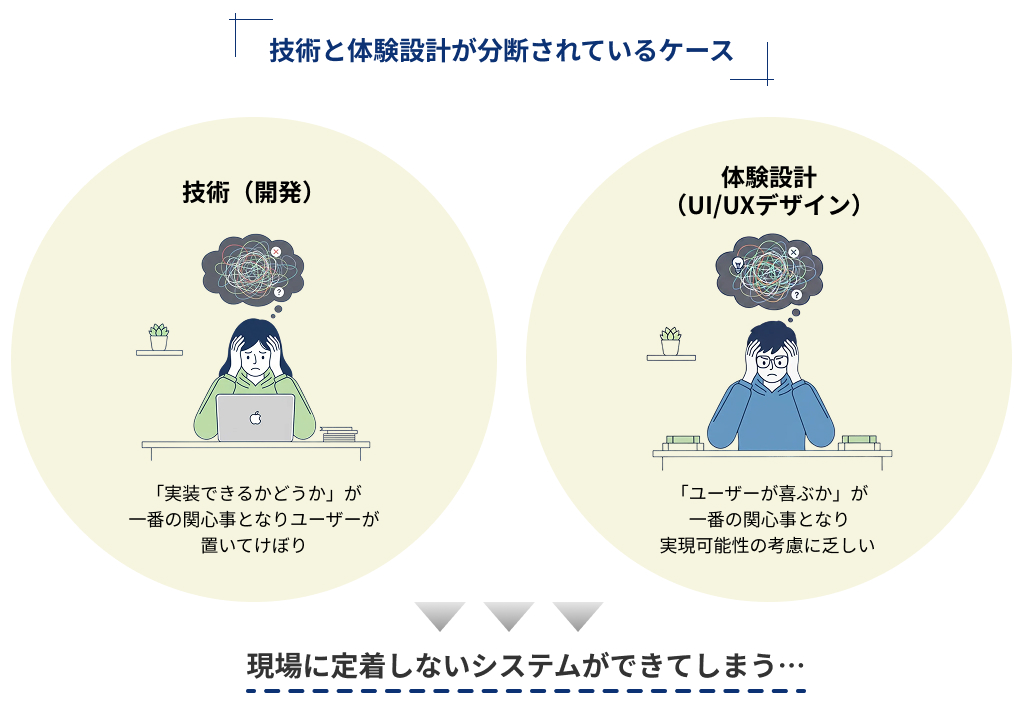 技術と体験設計が分断されているケース
技術（開発）
?
「実装できるかどうか」が
一番の関心事となりユーザーが
置いてけぼり
体験設計
（UI/UXデザイン）
?
「ユーザーが喜ぶか」が
一番の関心事となり
実現可能性の考慮に乏しい
現場に定着しないシステムができてしまう…